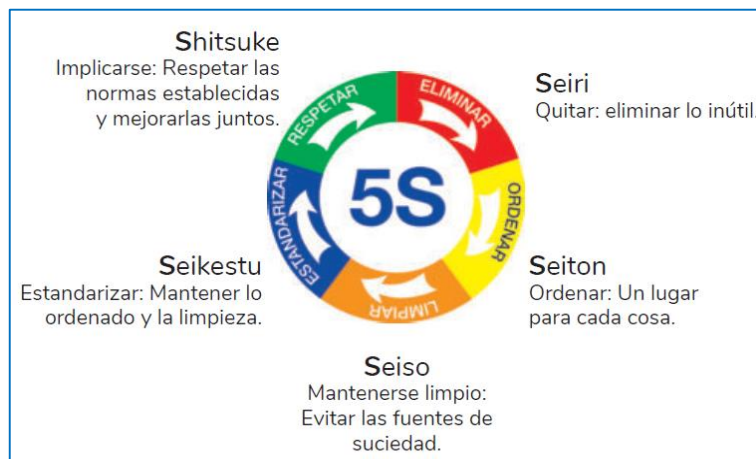 Shitsuke
Implicarse: Respetar las
normas establecidas
y mejorarlas juntos.
Seiri
Quitar: eliminar lo inútil.
RESPETAR
ELIMINAR
5S
ESTANDARIZAR
ORDENAR
LIMPIAR
Seikestu
Estandarizar: Mantener lo
ordenado y la limpieza.
Seiton
Ordenar: Un lugar
para cada cosa.
Seiso
Mantenerse limpio:
Evitar las fuentes de
suciedad.